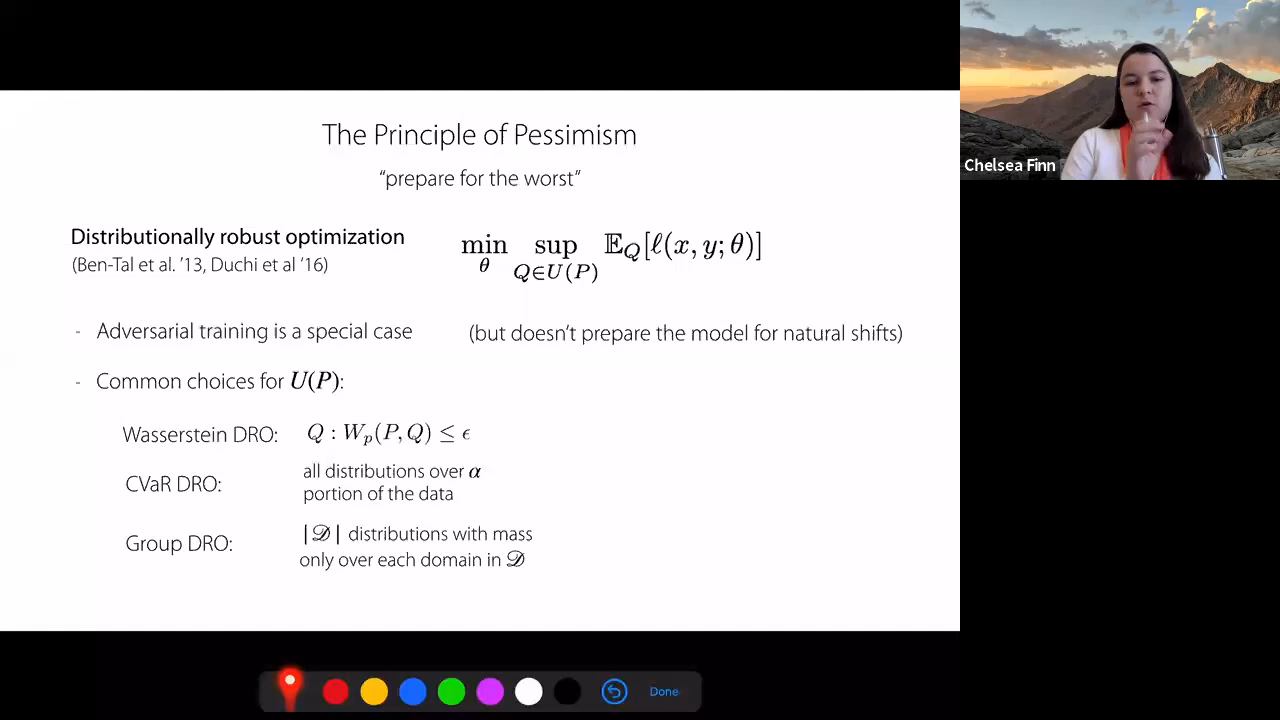 The Principle of Pessimism
“prepare for the worst”
Distributionally robust optimization
(Ben-Tal et al. ’13, Duchi et al ‘16)
min_θ sup_{Q∈U(P)} 𝔼_Q[ℓ(x, y; θ)]
- Adversarial training is a special case (but doesn’t prepare the model for natural shifts)
- Common choices for U(P):
Wasserstein DRO: Q : W_p(P, Q) ≤ ϵ
CVaR DRO: all distributions over α
portion of the data
Group DRO: |𝒟| distributions with mass
only over each domain in 𝒟
Chelsea Finn
Done